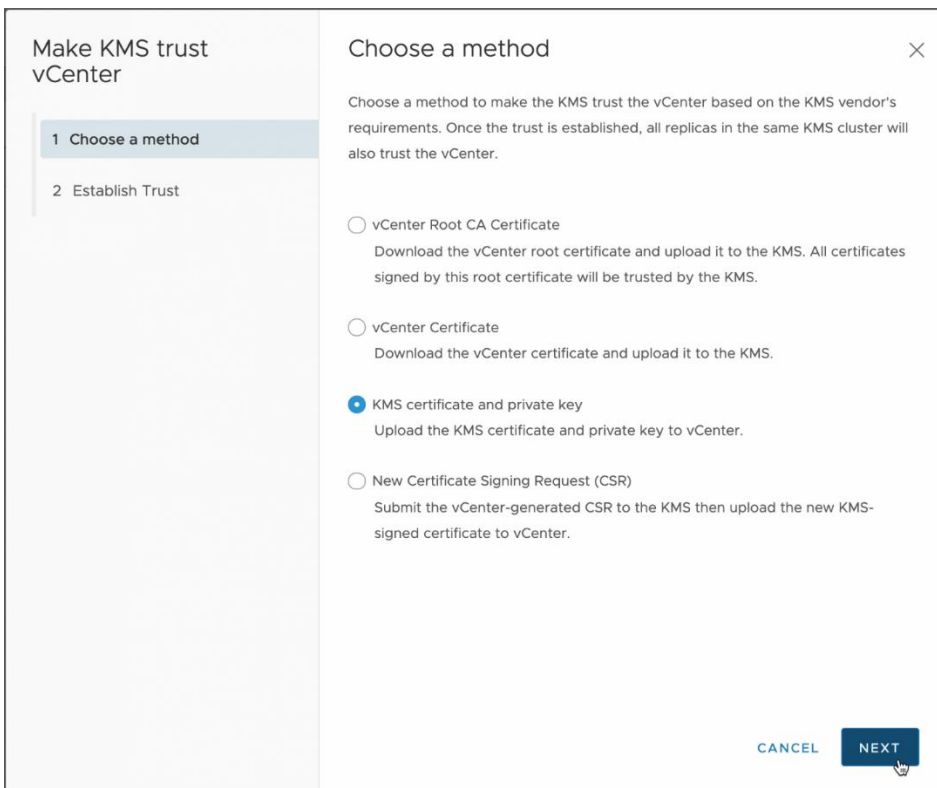 Make KMS trust
vCenter
1 Choose a method
2 Establish Trust
Choose a method
Choose a method to make the KMS trust the vCenter based on the KMS vendor's
requirements. Once the trust is established, all replicas in the same KMS cluster will
also trust the vCenter.
vCenter Root CA Certificate
Download the vCenter root certificate and upload it to the KMS. All certificates
signed by this root certificate will be trusted by the KMS.
vCenter Certificate
Download the vCenter certificate and upload it to the KMS.
KMS certificate and private key
Upload the KMS certificate and private key to vCenter.
New Certificate Signing Request (CSR)
Submit the vCenter-generated CSR to the KMS then upload the new KMS-
signed certificate to vCenter.
CANCEL NEXT